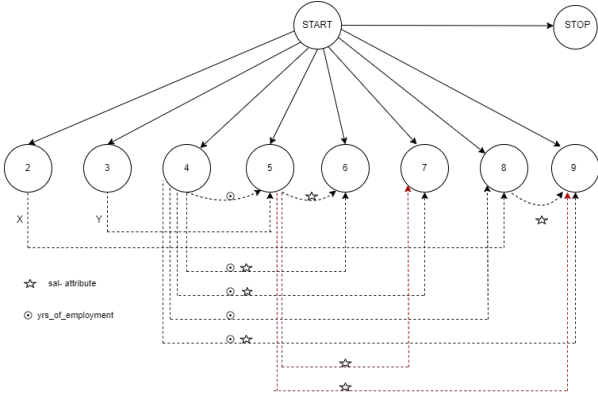 START
STOP
2
3
4
5
6
7
8
9
X
Y
sal- attribute
yrs_of_employment